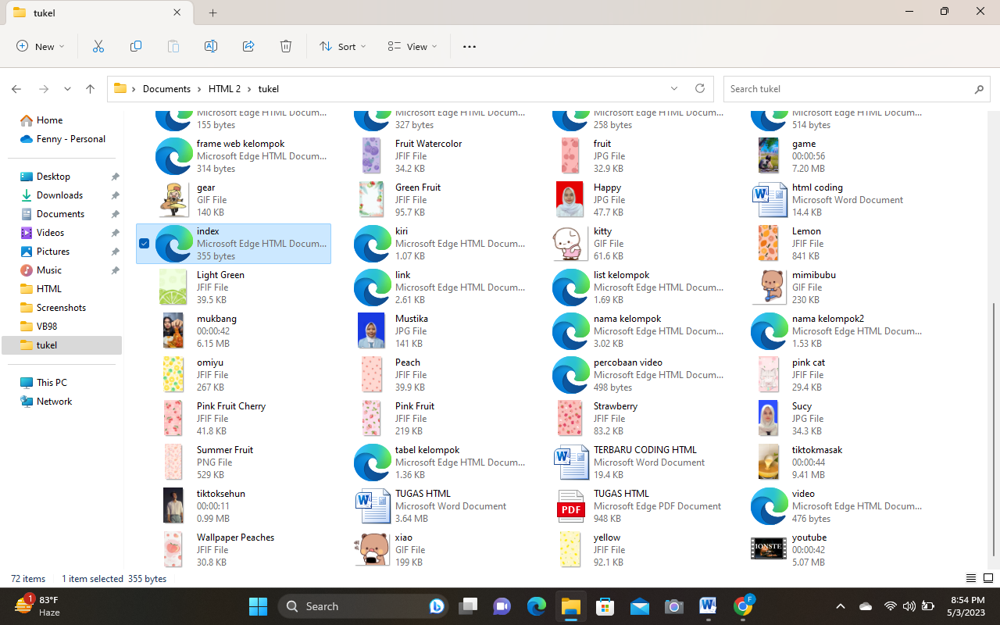 tukel
New
Sort
View
Documents
HTML 2
tukel
Search tukel
Home
Fenny - Personal
Desktop
Downloads
Documents
Videos
Pictures
Music
HTML
Screenshots
VB98
tukel
This PC
Network
Microsoft Edge HTML Docum...
155 bytes
Microsoft Edge HTML Docum...
327 bytes
Microsoft Edge HTML Docum...
258 bytes
Microsoft Edge HTML Docum...
514 bytes
frame web kelompok
Microsoft Edge HTML Docum...
314 bytes
Fruit Watercolor
JFIF File
34.2 KB
fruit
JPG File
32.9 KB
game
00:00:56
7.20 MB
gear
GIF File
140 KB
Green Fruit
JFIF File
95.7 KB
Happy
JPG File
47.7 KB
html coding
Microsoft Word Document
14.4 KB
index
Microsoft Edge HTML Docum...
355 bytes
kiri
Microsoft Edge HTML Docum...
1.07 KB
kitty
GIF File
61.6 KB
Lemon
JFIF File
841 KB
Light Green
JFIF File
39.5 KB
link
Microsoft Edge HTML Docum...
2.61 KB
list kelompok
Microsoft Edge HTML Docum...
1.69 KB
mimibubu
GIF File
230 KB
mukbang
00:00:42
6.15 MB
Mustika
JPG File
141 KB
nama kelompok
Microsoft Edge HTML Docum...
3.02 KB
nama kelompok2
Microsoft Edge HTML Docum...
1.53 KB
omiyu
JFIF File
267 KB
Peach
JFIF File
39.9 KB
percobaan video
Microsoft Edge HTML Docum...
498 bytes
pink cat
JFIF File
29.4 KB
Pink Fruit Cherry
JFIF File
41.8 KB
Pink Fruit
JFIF File
219 KB
Strawberry
JFIF File
83.2 KB
Sucy
JPG File
34.3 KB
Summer Fruit
PNG File
529 KB
tabel kelompok
Microsoft Edge HTML Docum...
1.36 KB
TERBARU CODING HTML
Microsoft Word Document
19.4 KB
tiktokmasak
00:00:44
9.41 MB
tiktoksehun
00:00:11
0.99 MB
TUGAS HTML
Microsoft Word Document
3.64 MB
PDF
TUGAS HTML
Microsoft Edge PDF Document
948 KB
video
Microsoft Edge HTML Docum...
476 bytes
Wallpaper Peaches
JFIF File
30.8 KB
xiao
GIF File
199 KB
yellow
JFIF File
92.1 KB
IONSTE
youtube
00:00:42
5.07 MB
72 items
1 item selected 355 bytes
1
83°F
Haze
Search
F
8:54 PM
5/3/2023